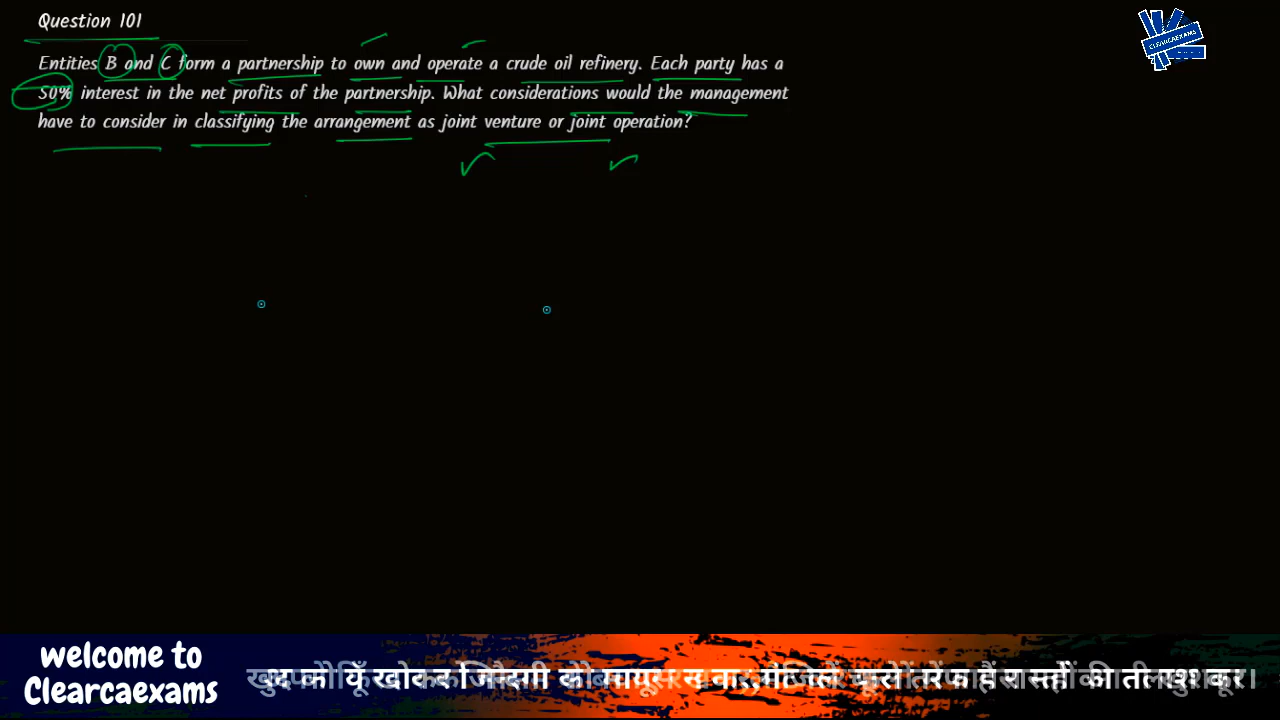 Question 101
Entities B and C form a partnership to own and operate a crude oil refinery. Each party has a
50% interest in the net profits of the partnership. What considerations would the management
have to consider in classifying the arrangement as joint venture or joint operation?
CLEARCAEXAMS
welcome to
Clearcaexams